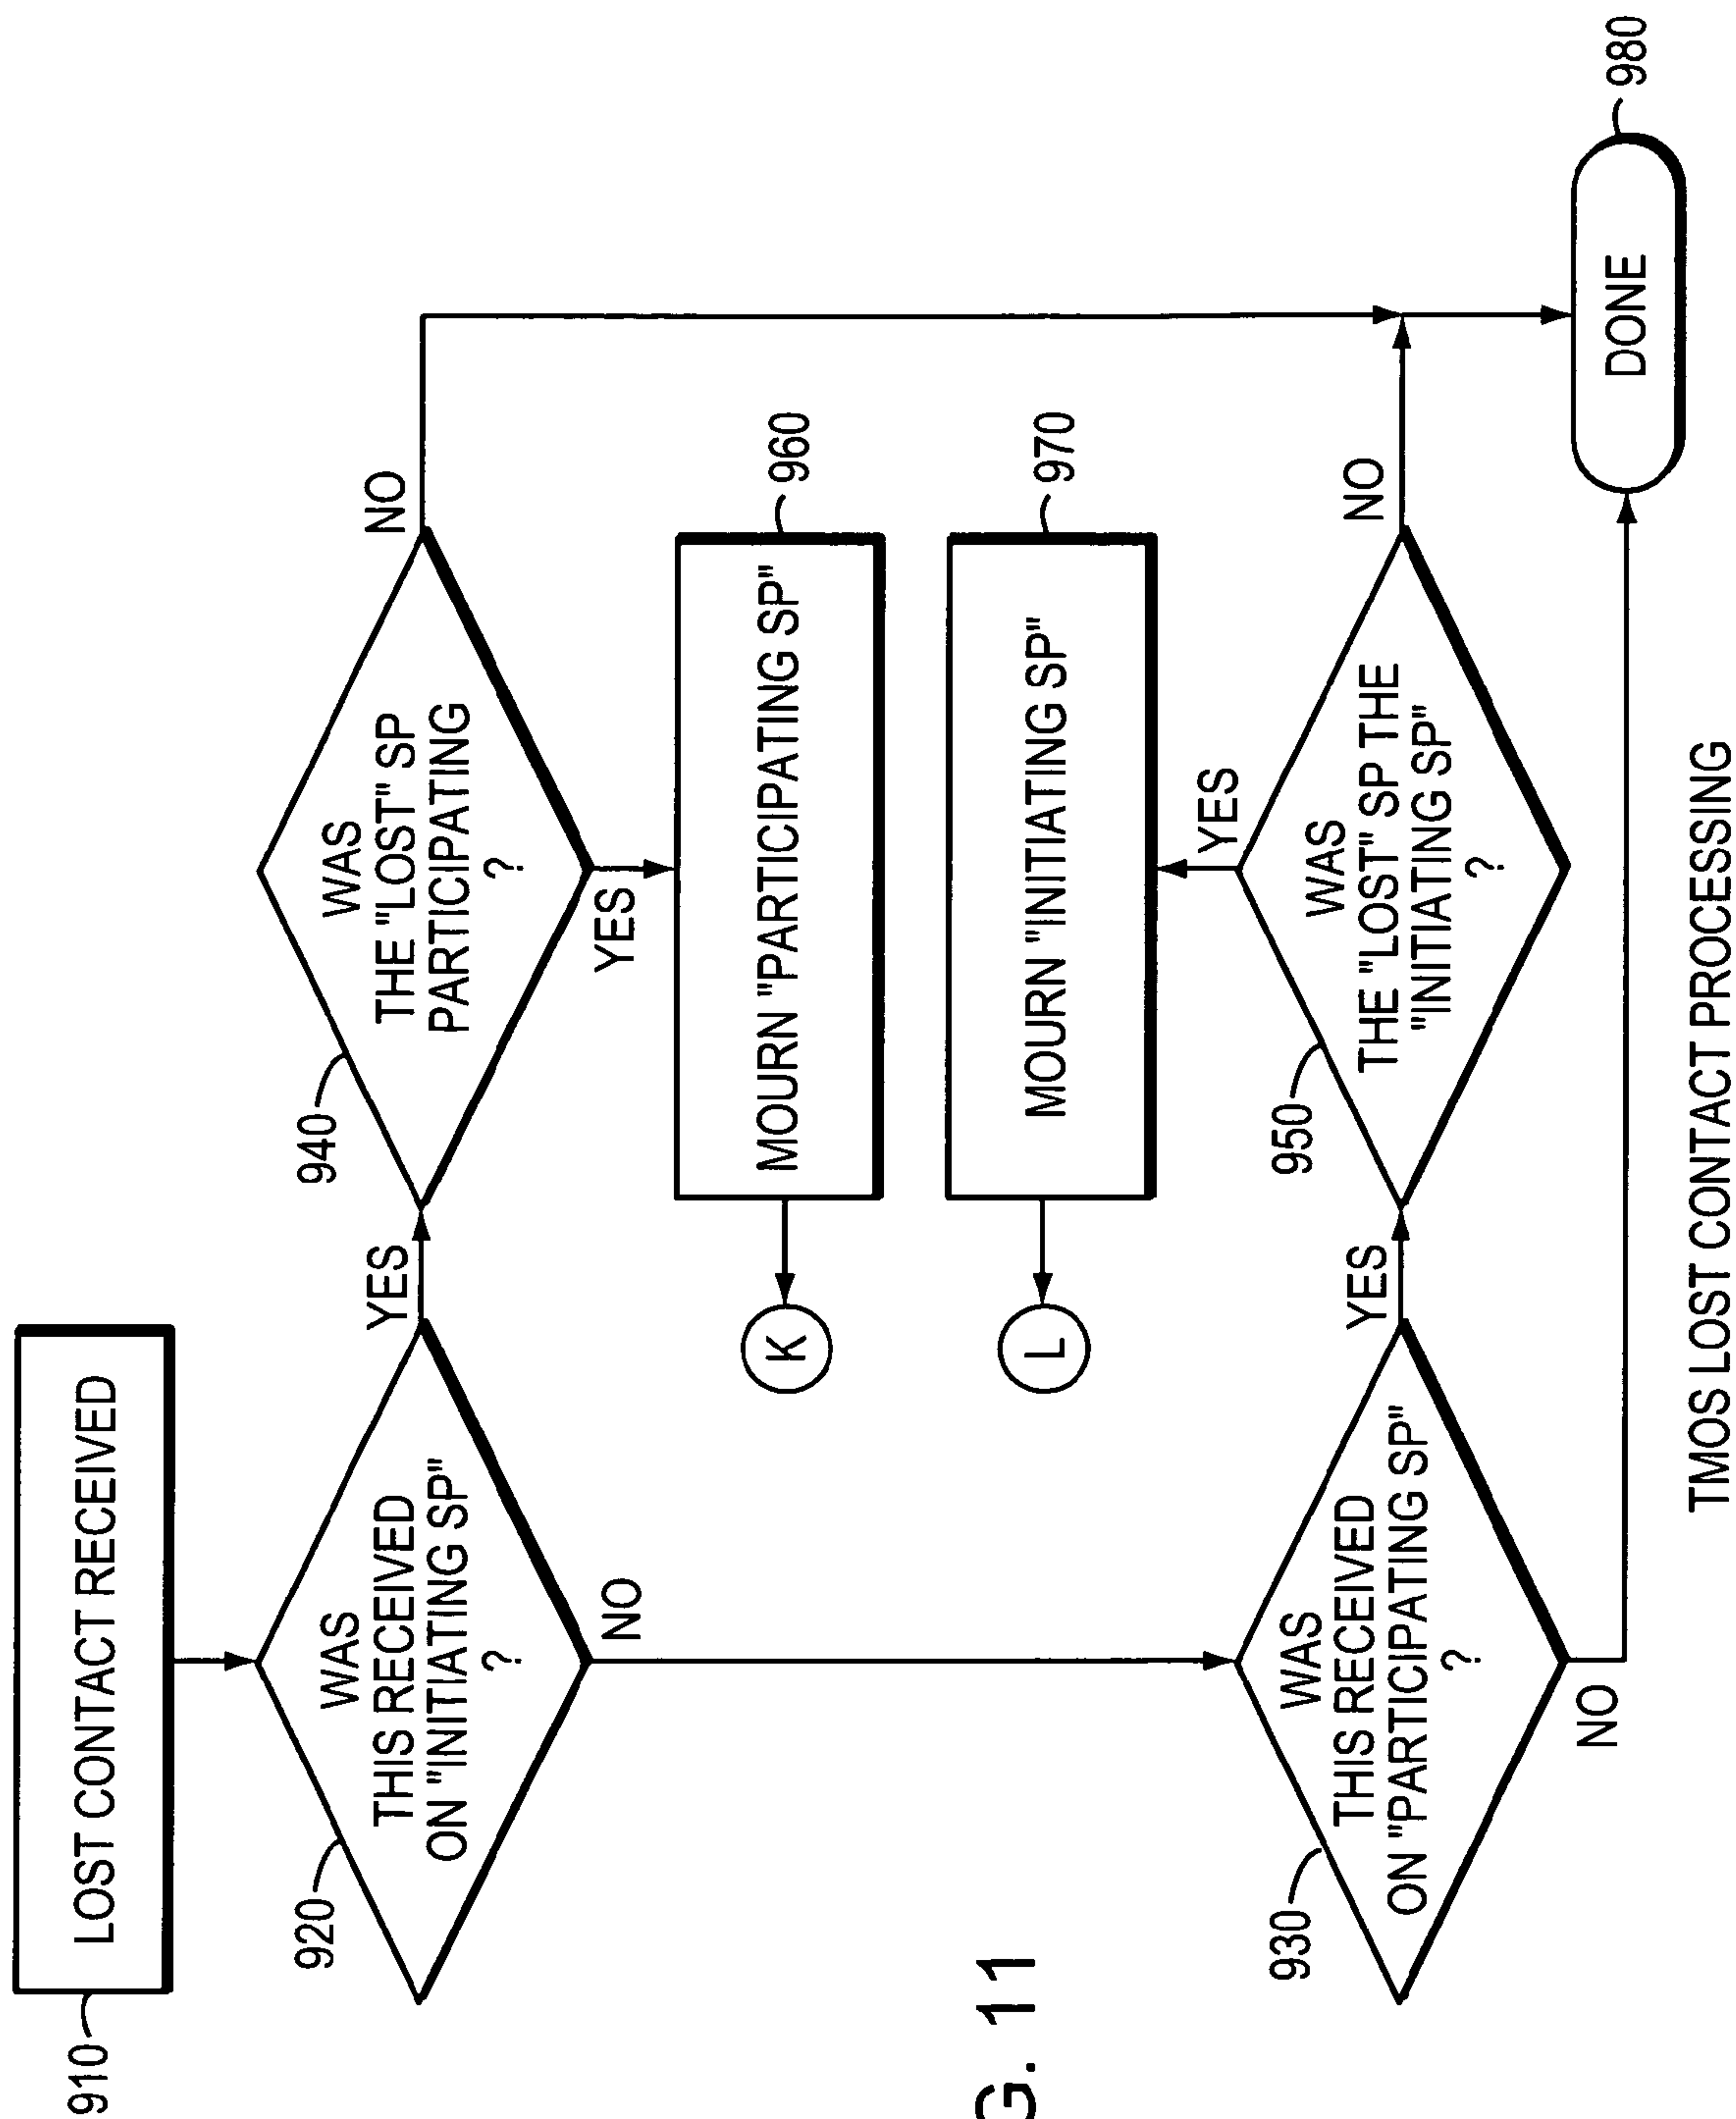 910
LOST CONTACT RECEIVED
920
WAS
THIS RECEIVED
ON "INITIATING SP"
?
YES
NO
940
WAS
THE "LOST" SP
PARTICIPATING
?
NO
YES
MOURN "PARTICIPATING SP"
960
K
MOURN "INITIATING SP"
970
L
930
WAS
THIS RECEIVED
ON "PARTICIPATING SP"
?
YES
NO
950
WAS
THE "LOST" SP THE
"INITIATING SP"
?
YES
NO
DONE
980
TMOS LOST CONTACT PROCESSING
G. 11